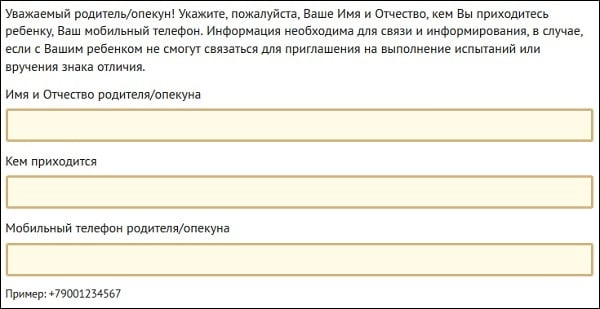 Уважаемый родитель/опекун! Укажите, пожалуйста, Ваше Имя и Отчество, кем Вы приходитесь
ребенку, Ваш мобильный телефон. Информация необходима для связи и информирования, в случае,
если с Вашим ребенком не смогут связаться для приглашения на выполнение испытаний или
вручения знака отличия.
Имя и Отчество родителя/опекуна
Кем приходится
Мобильный телефон родителя/опекуна
Пример: +79001234567